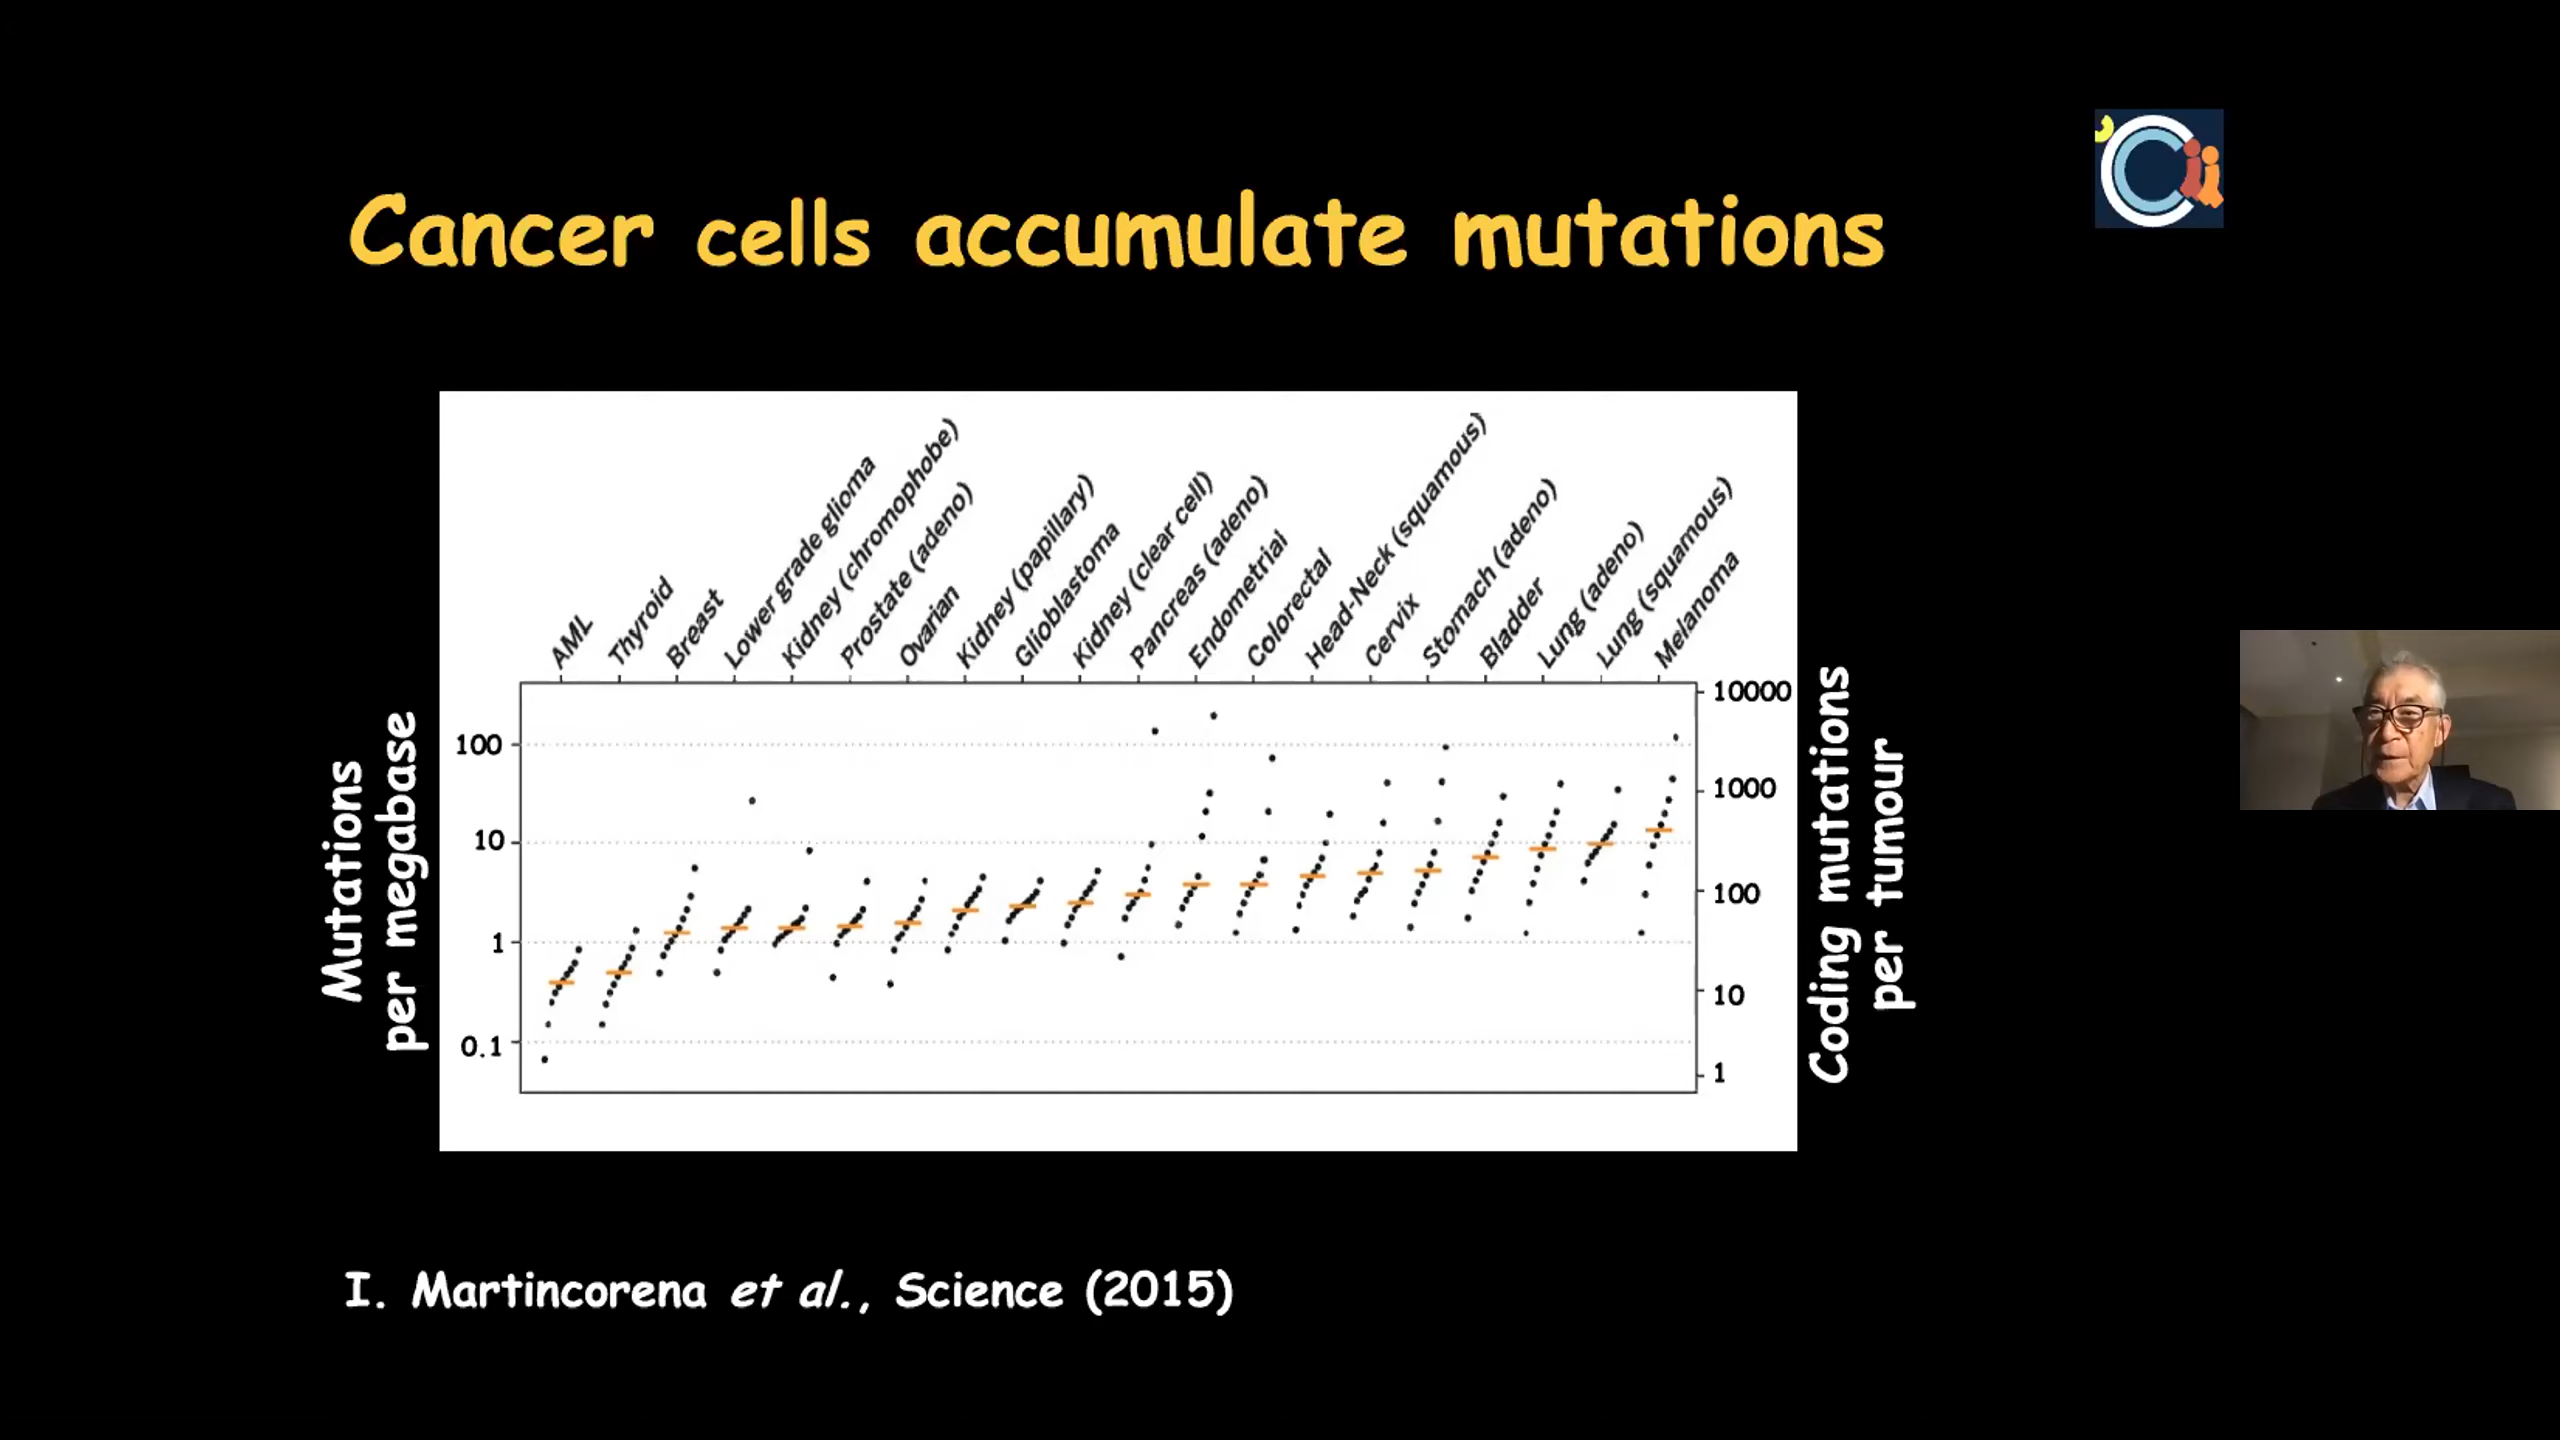 Cancer cells accumulate mutations
AML
Thyroid
Breast
Lower grade glioma
Kidney (chromophobe)
Prostate (adeno)
Ovarian
Kidney (papillary)
Glioblastoma
Kidney (clear cell)
Pancreas (adeno)
Endometrial
Colorectal
Head-Neck (squamous)
Cervix
Stomach (adeno)
Bladder
Lung (adeno)
Lung (squamous)
Melanoma
Mutations
per megabase
100
10
1
0.1
10000
1000
100
10
1
Coding mutations
per tumour
I. Martincorena et al., Science (2015)